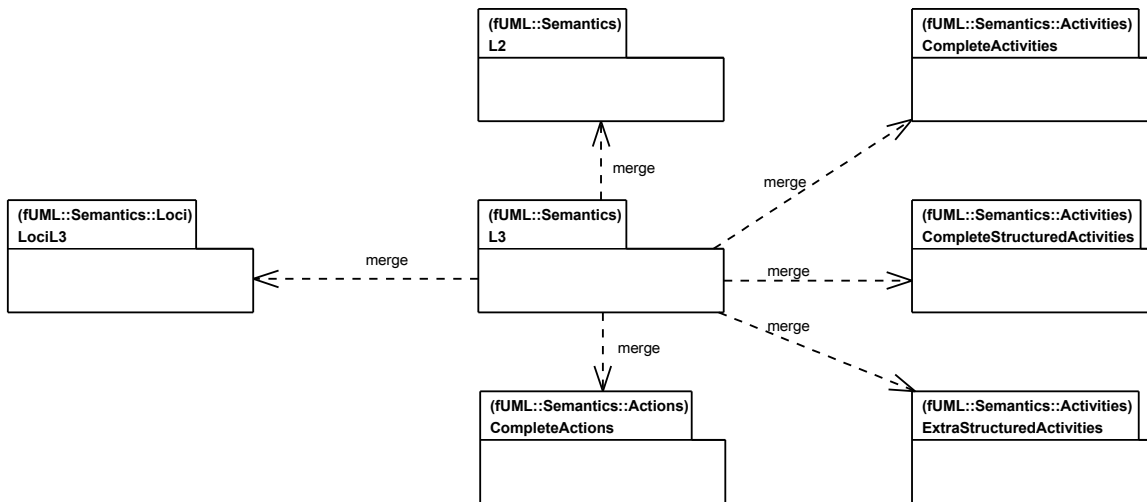 (fUML::Semantics)
L2
(fUML::Semantics::Activities)
CompleteActivities
merge
merge
(fUML::Semantics::Loci)
LociL3
(fUML::Semantics)
L3
(fUML::Semantics::Activities)
CompleteStructuredActivities
merge
merge
merge
merge
(fUML::Semantics::Actions)
CompleteActions
(fUML::Semantics::Activities)
ExtraStructuredActivities